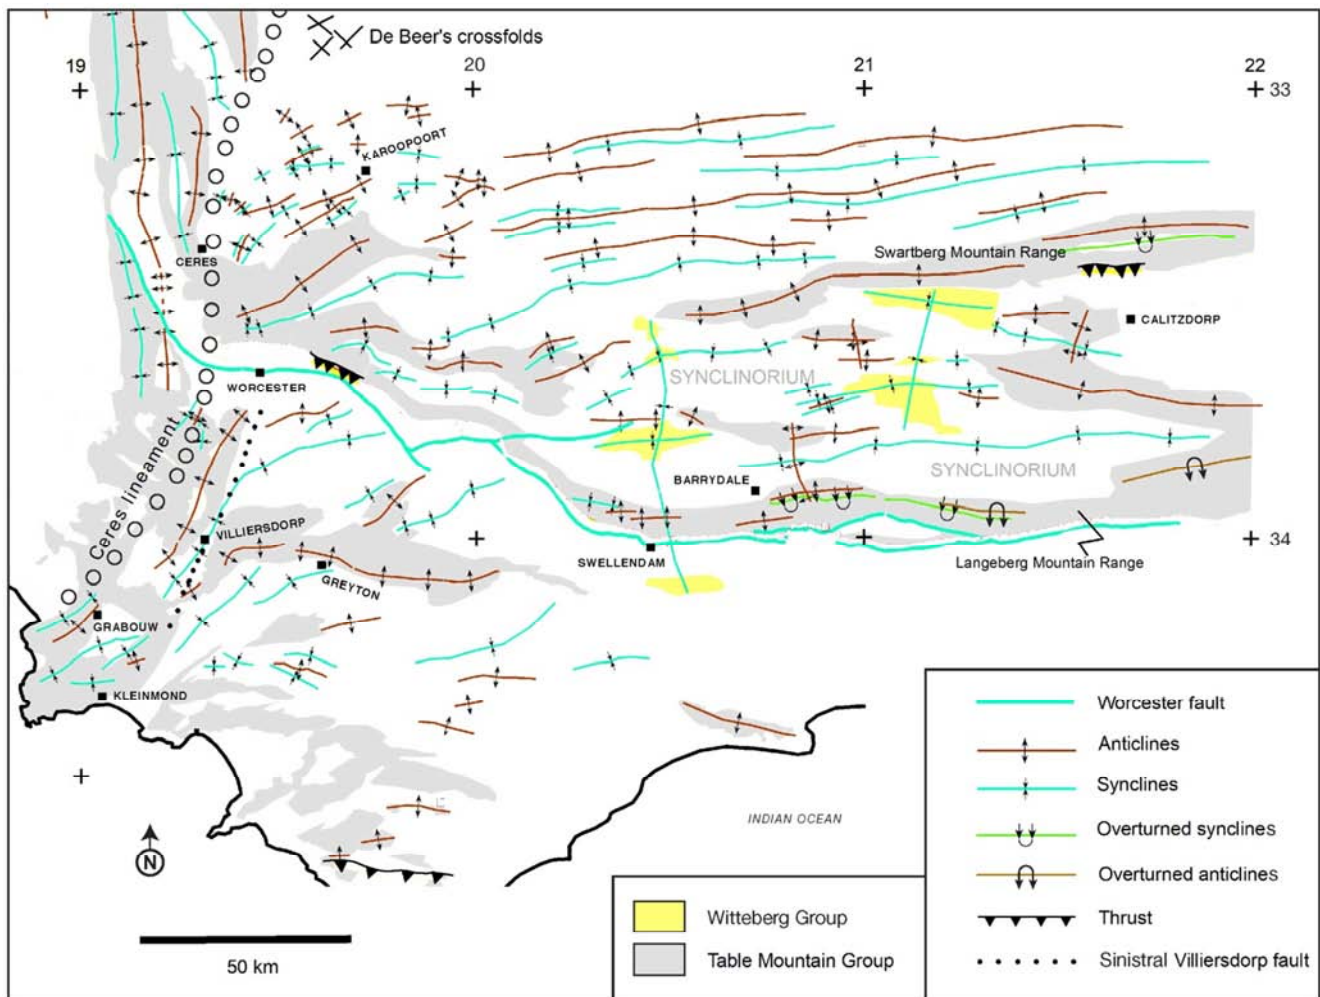 De Beer's crossfolds
19
20
21
22
33
KAROOPOORT
CERES
Swartberg Mountain Range
CALITZDORP
WORCESTER
SYNCLINORIUM
Ceres lineament
SYNCLINORIUM
BARRYDALE
VILLIERSDORP
34
SWELLENDAM
Langeberg Mountain Range
GREYTON
GRABOUW
KLEINMOND
INDIAN OCEAN
N
50 km
Witteberg Group
Table Mountain Group
Worcester fault
Anticlines
Synclines
Overturned synclines
Overturned anticlines
Thrust
Sinistral Villiersdorp fault